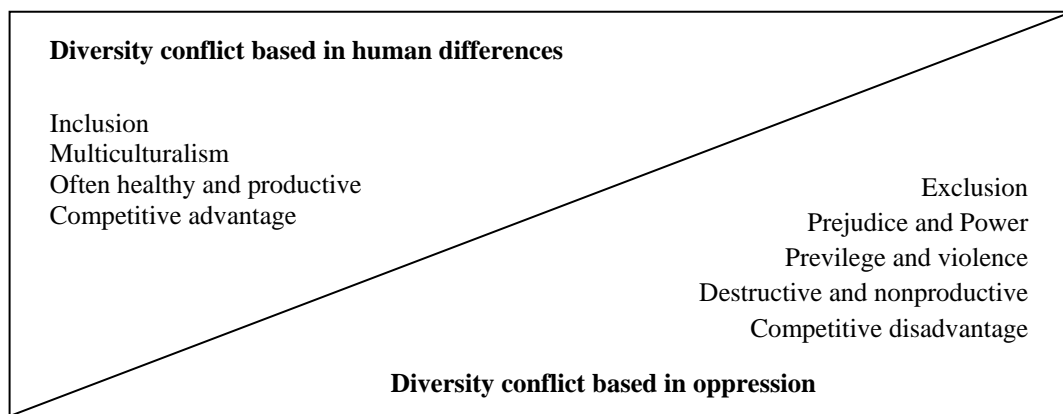 Diversity conflict based in human differences
Inclusion
Multiculturalism
Often healthy and productive
Competitive advantage
Exclusion
Prejudice and Power
Previlege and violence
Destructive and nonproductive
Competitive disadvantage
Diversity conflict based in oppression